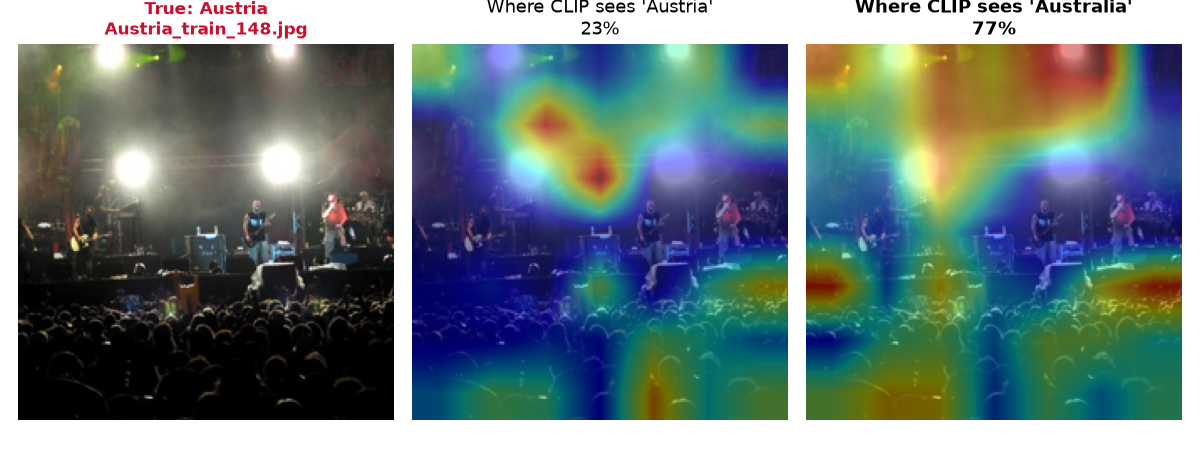 True: Austria
Austria_train_148.jpg
Where CLIP sees 'Austria'
23%
Where CLIP sees 'Australia'
77%